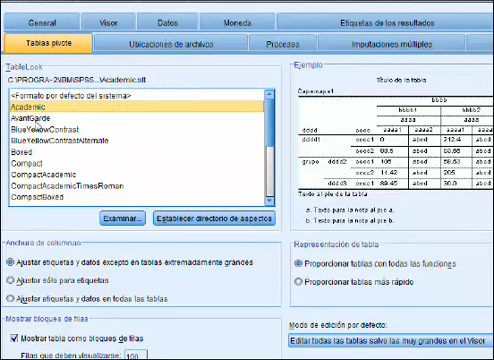 General Visor Datos Moneda Etiquetas de los resultados
Tablas pivote Ubicaciones de archivos Procesos Imputaciones múltiples
TableLook
C:\PROGRA~2\IBM\SPSS...\Academic.stt
<Formato por defecto del sistema>
Academic
AvantGarde
BlueYellowContrast
BlueYellowContrastAlternate
Boxed
Compact
CompactAcademic
CompactAcademicTimesRoman
CompactBoxed
Examinar... Establecer directorio de aspectos
Ejemplo
Título de la tabla
Capa:capa1
bbbb
bbbb1 bbbb2
aaaa aaaa
dddd cccc aaaa1 aaaa2 aaaa1
dddd1 cccc1 0 abcd 212.4 abcd
cccc2 abcd abcd
grupo dddd2 cccc1 106 abcd abcd
cccc2 11.42 abcd 205 abcd
dddd3 cccc1 89.45 abcd 30.0 abcd
Texto al pie de la tabla
a. Texto para la nota al pie a.
b. Texto para la nota al pie b.
Anchura de columnas
Ajustar etiquetas y datos excepto en tablas extremadamente grandes
Ajustar sólo para etiquetas
Ajustar etiquetas y datos en todas las tablas
Representación de tabla
Proporcionar tablas con todas las funciones
Proporcionar tablas más rápido
Mostrar bloques de filas
Mostrar tabla como bloques de filas
Filas que deben visualizarse: 100
Modo de edición por defecto:
Editar todas las tablas salvo las muy grandes en el Visor